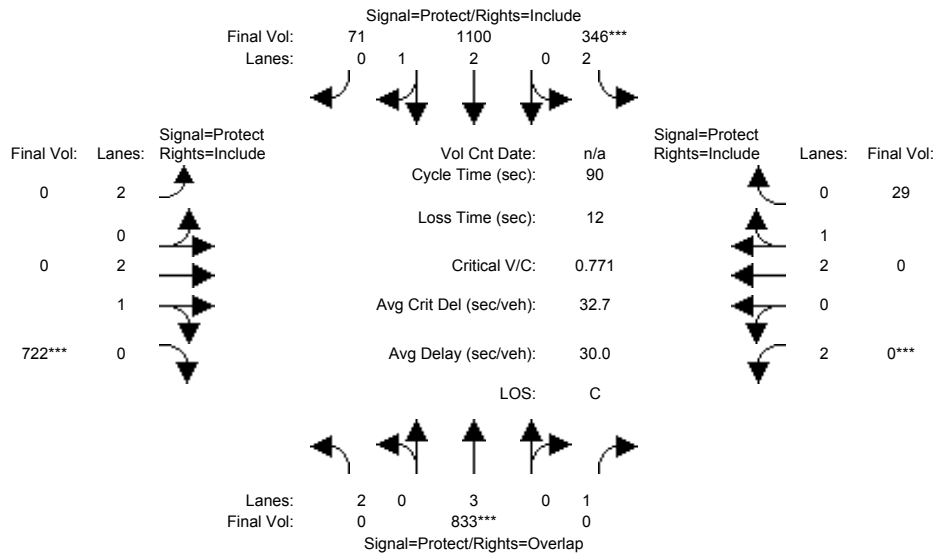 Signal=Protect/Rights=Include
Final Vol: 71 1100 346***
Lanes: 0 1 2 0 2
Signal=Protect Signal=Protect
Final Vol: Lanes: Rights=Include Vol Cnt Date: n/a Rights=Include Lanes: Final Vol:
Cycle Time (sec): 90
0 2 0 29
Loss Time (sec): 12
0 1
0 2 Critical V/C: 0.771 2 0
1 Avg Crit Del (sec/veh): 32.7 0
722*** 0 Avg Delay (sec/veh): 30.0 2 0***
LOS: C
Lanes: 2 0 3 0 1
Final Vol: 0 833*** 0
Signal=Protect/Rights=Overlap